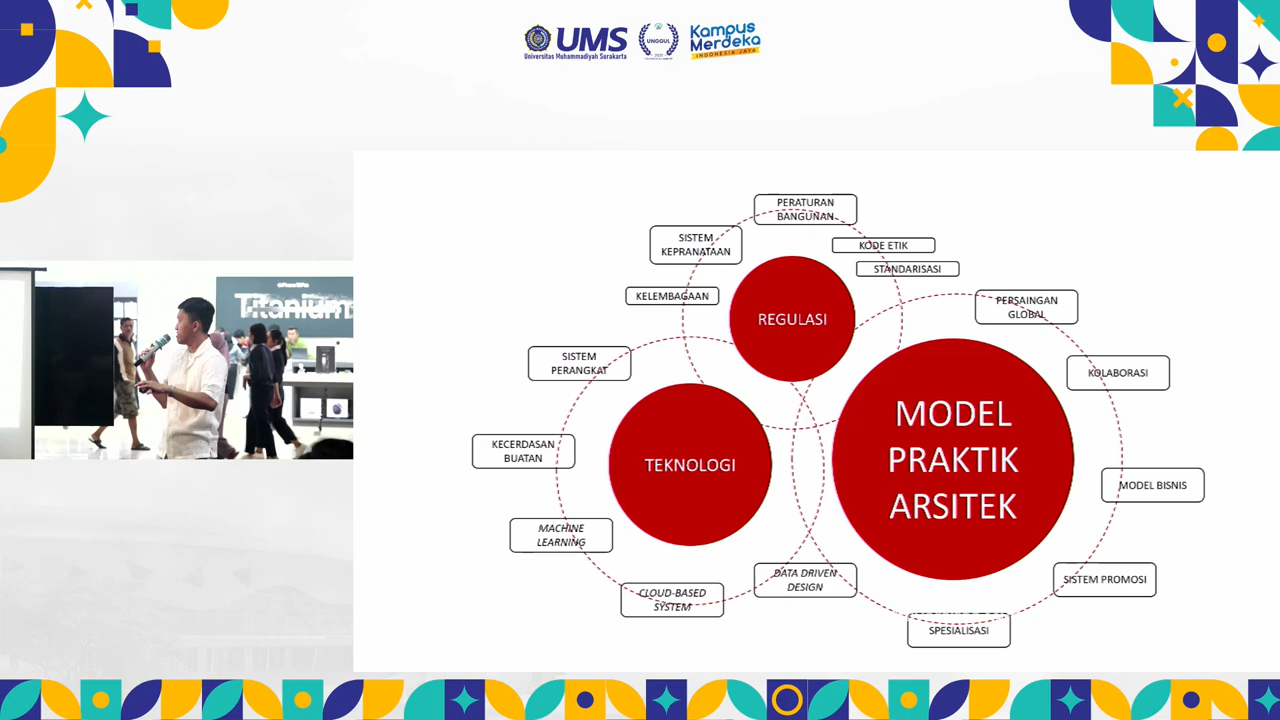 UMS
Universitas Muhammadiyah Surakarta
UNGGUL
Kampus
Merdeka
INDONESIA JAYA
PERATURAN
BANGUNAN
SISTEM
KEPRANATAAN
KODE ETIK
STANDARISASI
KELEMBAGAAN
REGULASI
PERSAINGAN
GLOBAL
SISTEM
PERANGKAT
KOLABORASI
MODEL
PRAKTIK
ARSITEK
KECERDASAN
BUATAN
TEKNOLOGI
MODEL BISNIS
MACHINE
LEARNING
DATA DRIVEN
DESIGN
SISTEM PROMOSI
CLOUD-BASED
SYSTEM
SPESIALISASI
Titanium